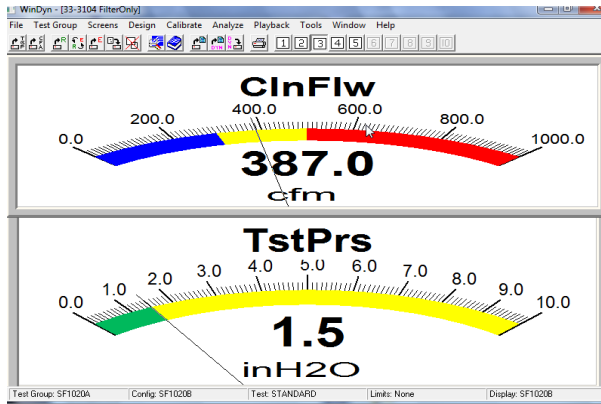 WinDyn - [33-3104 FilterOnly]
File Test Group Screens Design Calibrate Analyze Playback Tools Window Help
1 2 3 4 5 6 7 8 9 10
ClnFlw
0.0 200.0 400.0 600.0 800.0 1000.0
387.0
cfm
TstPrs
0.0 1.0 2.0 3.0 4.0 5.0 6.0 7.0 8.0 9.0 10.0
1.5
inH2O
Test Group: SF1020A Config: SF1020B Test: STANDARD Limits: None Display: SF1020B